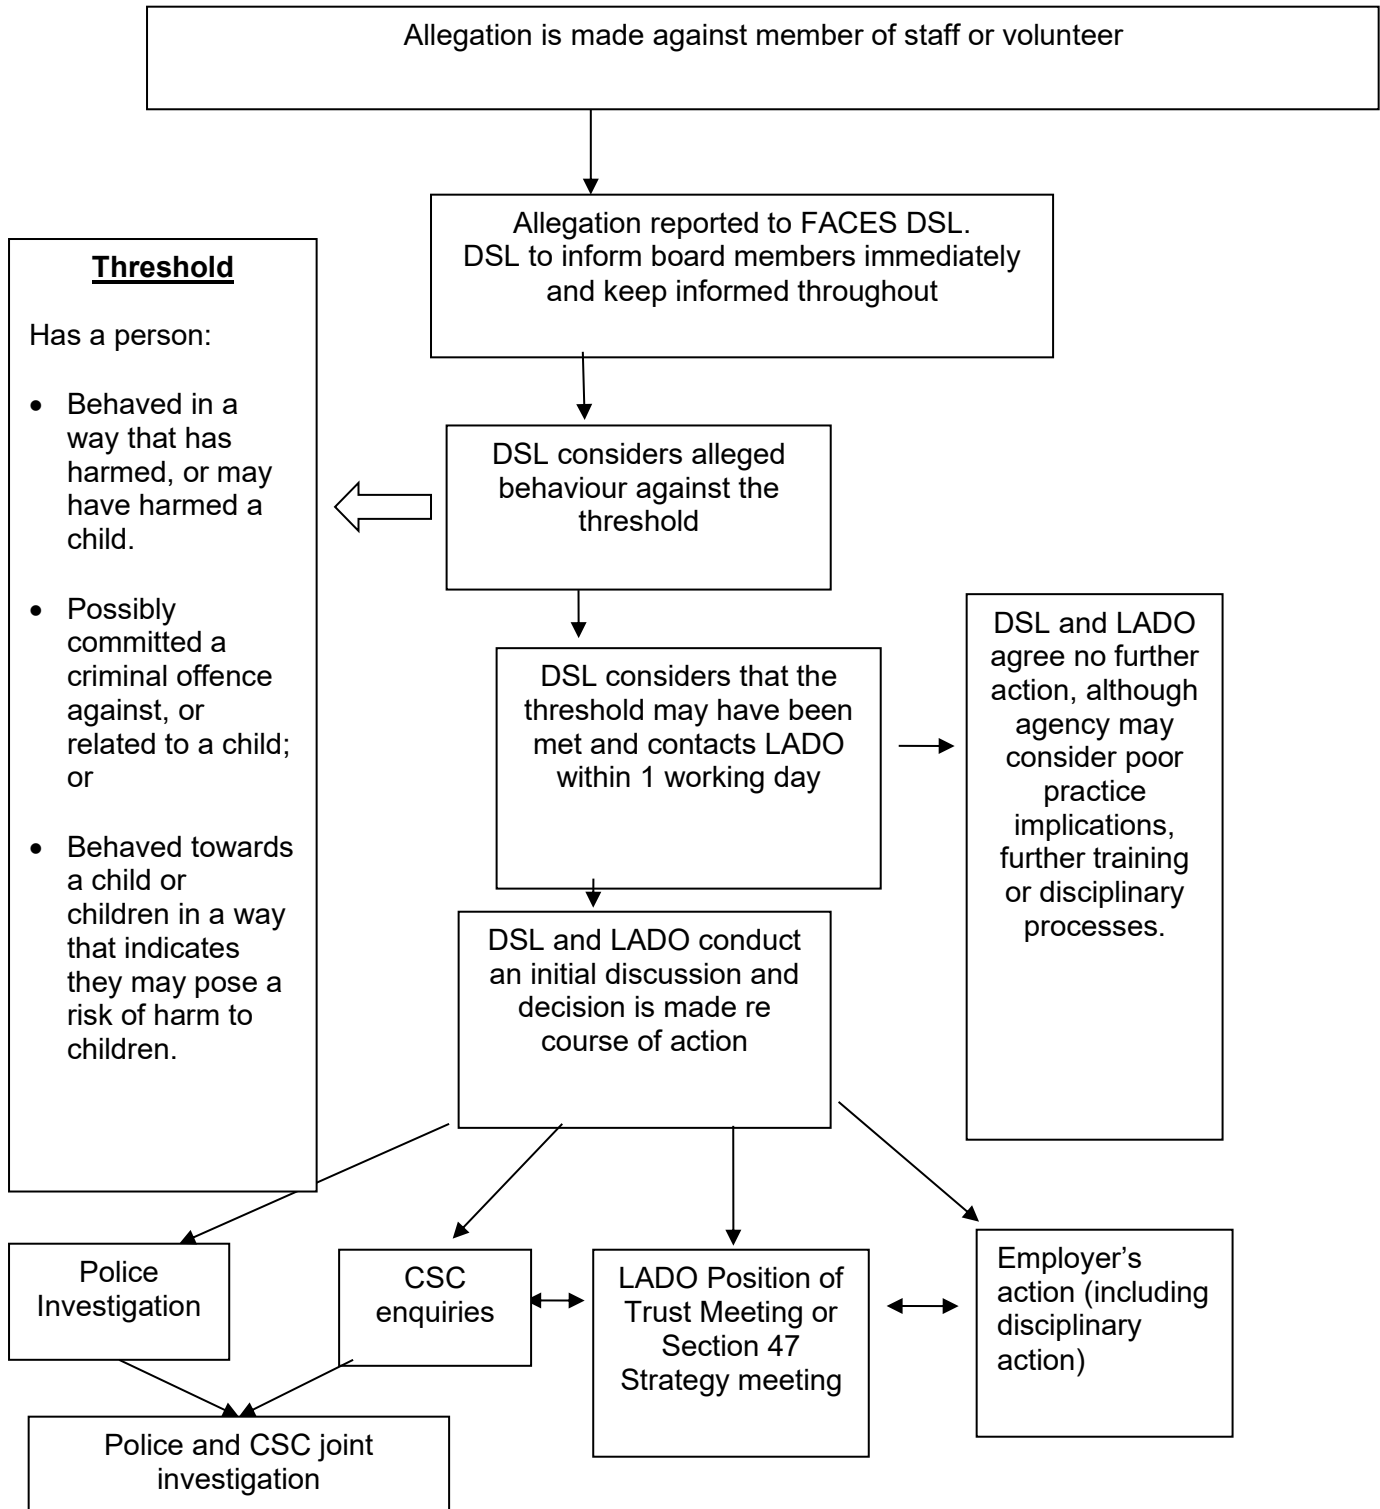 Allegation is made against member of staff or volunteer
Allegation reported to FACES DSL.
DSL to inform board members immediately
and keep informed throughout
Threshold
Has a person:
• Behaved in a
way that has
harmed, or may
have harmed a
child.
• Possibly
committed a
criminal offence
against, or
related to a child;
or
• Behaved towards
a child or
children in a way
that indicates
they may pose a
risk of harm to
children.
DSL considers alleged
behaviour against the
threshold
DSL considers that the
threshold may have been
met and contacts LADO
within 1 working day
DSL and LADO
agree no further
action, although
agency may
consider poor
practice
implications,
further training
or disciplinary
processes.
DSL and LADO conduct
an initial discussion and
decision is made re
course of action
Police
Investigation
CSC
enquiries
LADO Position of
Trust Meeting or
Section 47
Strategy meeting
Employer’s
action (including
disciplinary
action)
Police and CSC joint
investigation